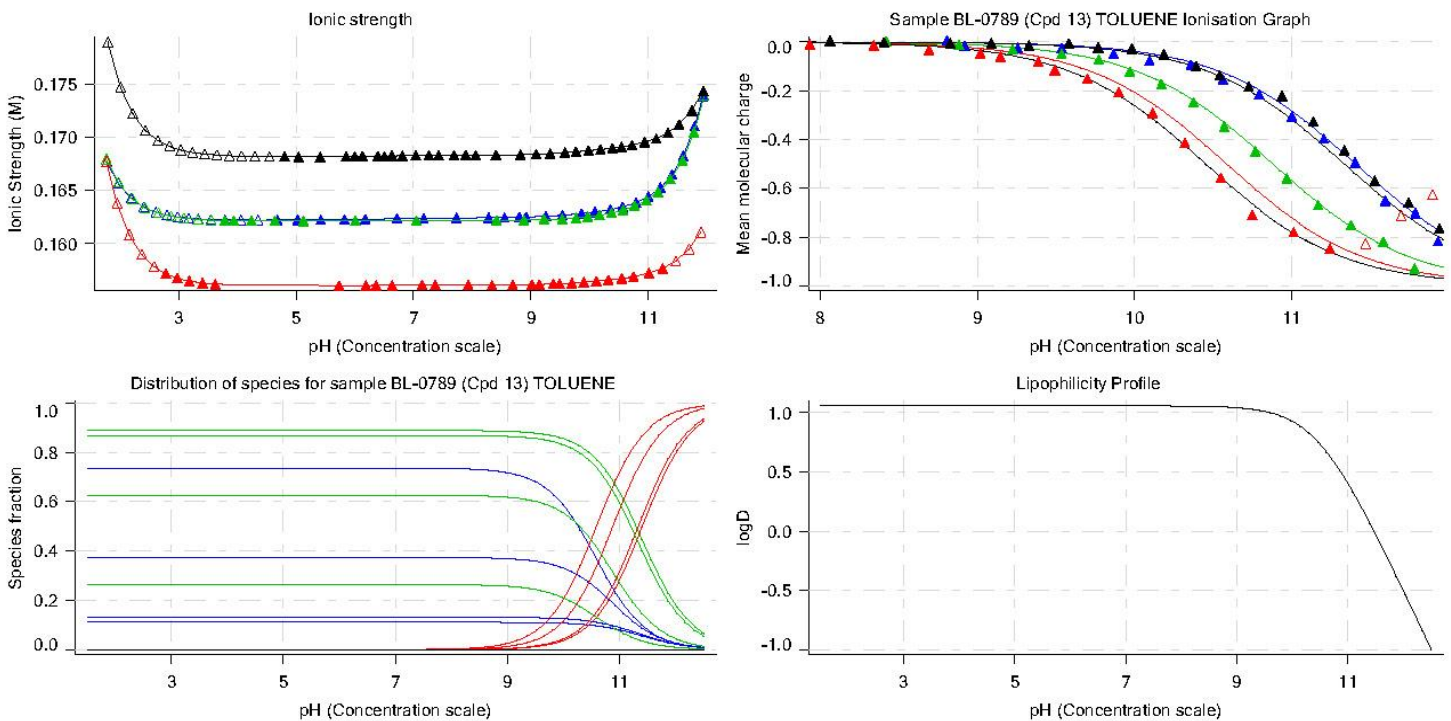 Ionic strength
Ionic Strength (M)
0.175
0.170
0.165
0.160
3 5 7 9 11
pH (Concentration scale)
Sample BL-0789 (Cpd 13) TOLUENE Ionisation Graph
Mean molecular charge
0.0
-0.2
-0.4
-0.6
-0.8
-1.0
8 9 10 11
pH (Concentration scale)
Distribution of species for sample BL-0789 (Cpd 13) TOLUENE
Species fraction
1.0
0.8
0.6
0.4
0.2
0.0
3 5 7 9 11
pH (Concentration scale)
Lipophilicity Profile
logD
1.0
0.5
0.0
-0.5
-1.0
3 5 7 9 11
pH (Concentration scale)